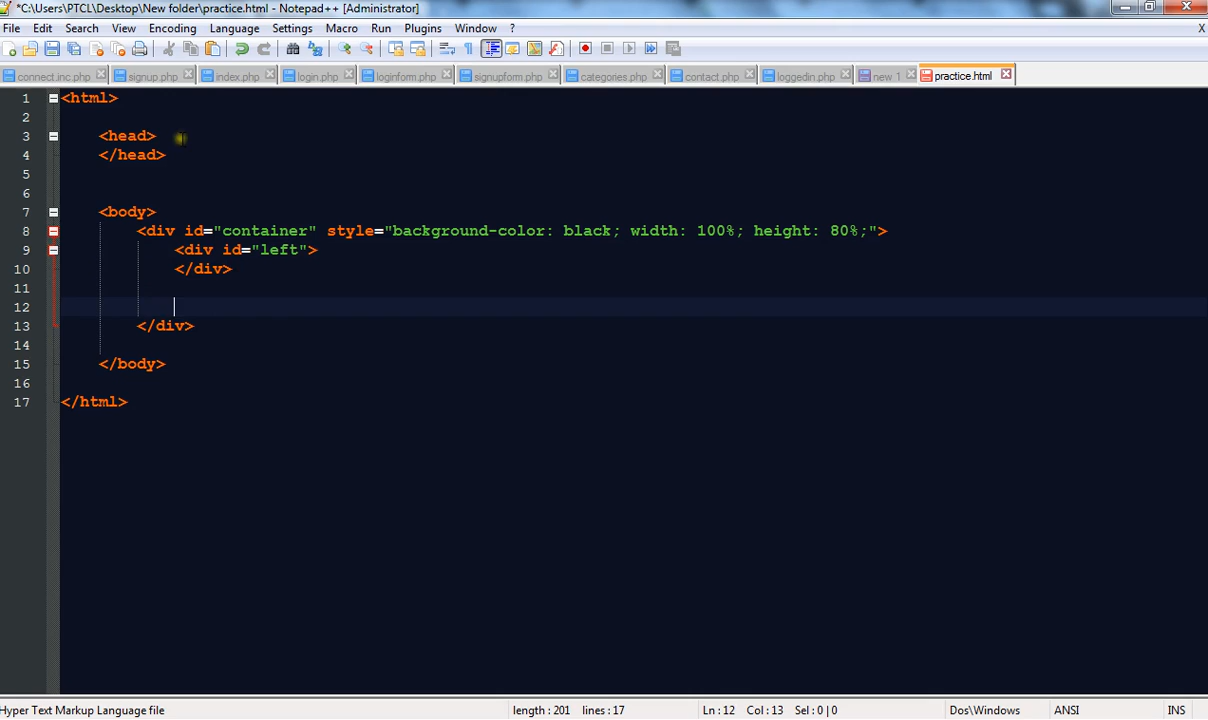 *C:\Users\PTCL\Desktop\New folder\practice.html - Notepad++ [Administrator]
File Edit Search View Encoding Language Settings Macro Run Plugins Window ? X
connect.inc.php signup.php index.php login.php loginform.php signupform.php categories.php contact.php loggedin.php new 1 practice.html
1 <html>
2
3 <head>
4 </head>
5
6
7 <body>
8 <div id="container" style="background-color: black; width: 100%; height: 80%;">
9 <div id="left">
10 </div>
11
12
13 </div>
14
15 </body>
16
17 </html>
Hyper Text Markup Language file length : 201 lines : 17 Ln : 12 Col : 13 Sel : 0 | 0 Dos\Windows ANSI INS